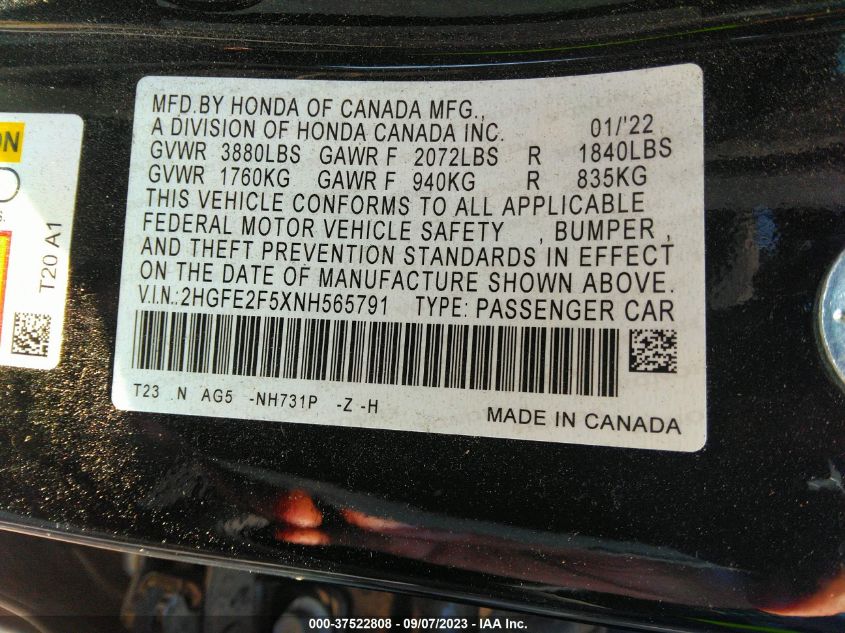 MFD.BY HONDA OF CANADA MFG.,
A DIVISION OF HONDA CANADA INC. 01/'22
GVWR 3880LBS GAWR F 2072LBS R 1840LBS
GVWR 1760KG GAWR F 940KG R 835KG
THIS VEHICLE CONFORMS TO ALL APPLICABLE
FEDERAL MOTOR VEHICLE SAFETY , BUMPER ,
AND THEFT PREVENTION STANDARDS IN EFFECT
ON THE DATE OF MANUFACTURE SHOWN ABOVE.
V.I.N.:2HGFE2F5XNH565791 TYPE: PASSENGER CAR
T23 N AG5 -NH731P -Z -H
MADE IN CANADA
T20 A1
000-37522808 - 09/07/2023 - IAA Inc.